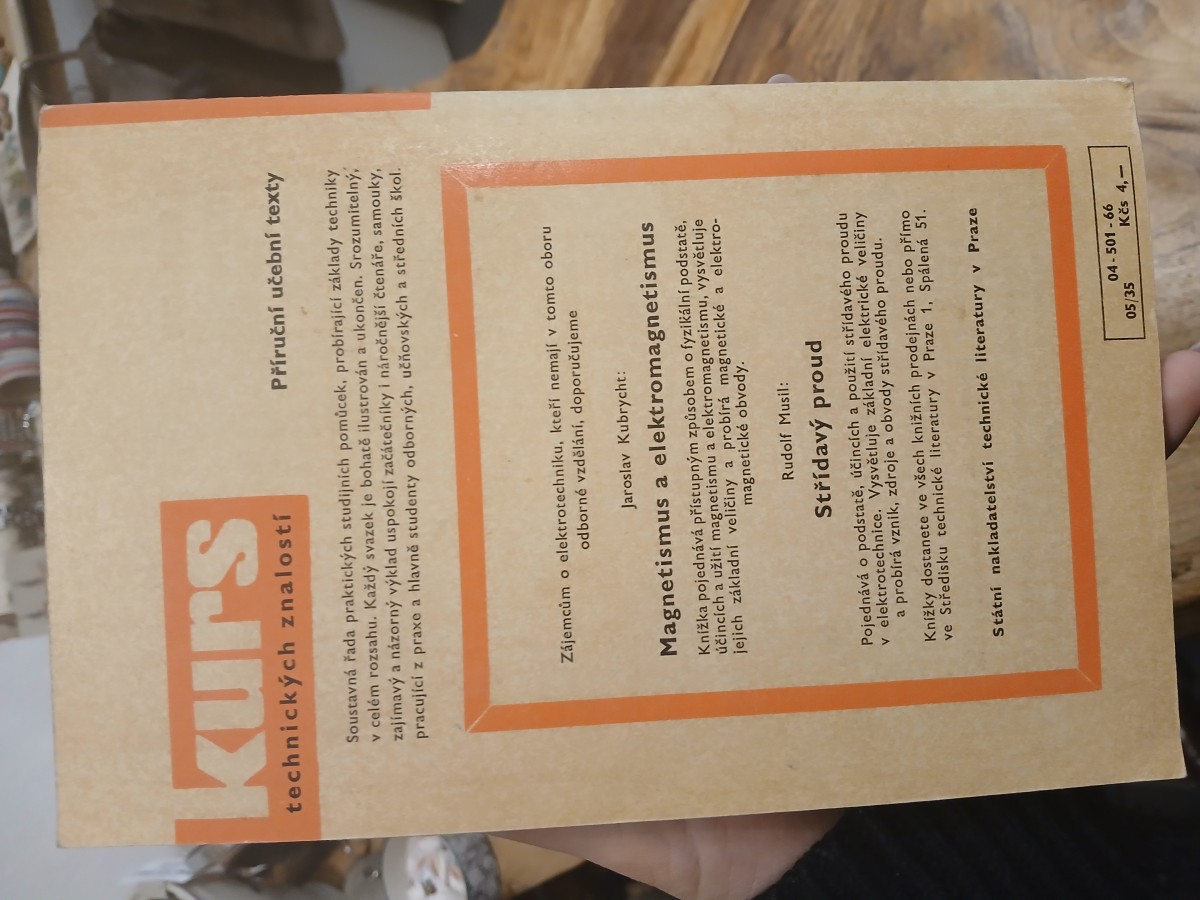 kurs
technických znalostí
Příruční učební texty
Soustavná řada praktických studijních pomůcek, probírající základy techniky
v celém rozsahu. Každý svazek je bohatě ilustrován a ukončen. Srozumitelný,
zajímavý a názorný výklad uspokojí začátečníky i náročnější čtenáře, samouky,
pracující z praxe a hlavně studenty odborných, učňovských a středních škol.
Zájemcům o elektrotechniku, kteří nemají v tomto oboru
odborné vzdělání, doporučujeme
Jaroslav Kubrycht:
Magnetismus a elektromagnetismus
Knížka pojednává přístupným způsobem o fyzikální podstatě,
účincích a užití magnetismu a elektromagnetismu, vysvětluje
jejich základní veličiny a probírá magnetické a elektro-
magnetické obvody.
Rudolf Musil:
Střídavý proud
Pojednává o podstatě, účincích a použití střídavého proudu
v elektrotechnice. Vysvětluje základní elektrické veličiny
a probírá vznik, zdroje a obvody střídavého proudu.
Knížky dostanete ve všech knižních prodejnách nebo přímo
ve Středisku technické literatury v Praze 1, Spálená 51.
Státní nakladatelství technické literatury v Praze
04 - 501 - 66
05/35 Kčs 4,—